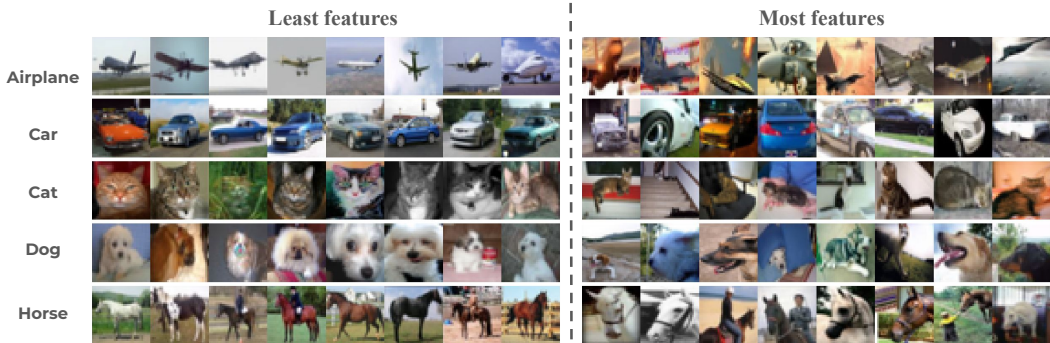 Least features
Most features
Airplane
Car
Cat
Dog
Horse